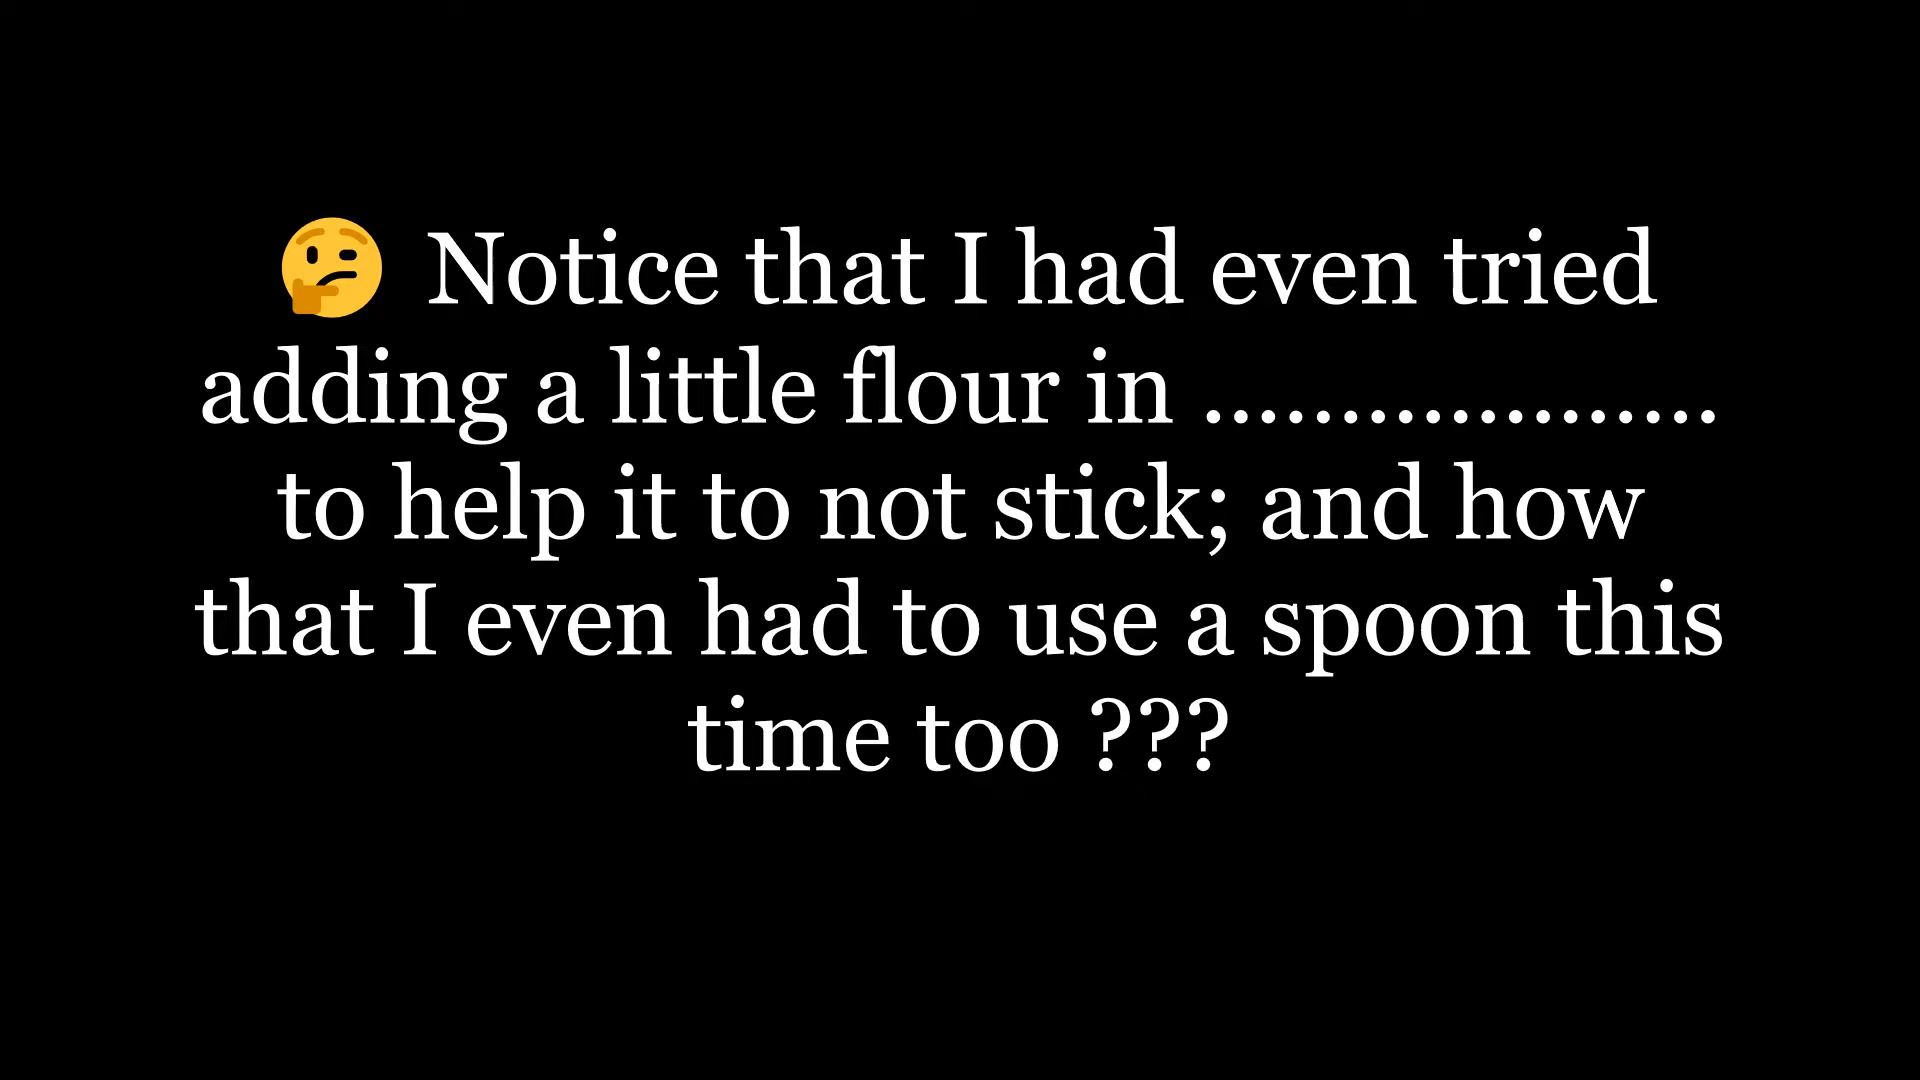 🤔 Notice that I had even tried
adding a little flour in ...................
to help it to not stick; and how
that I even had to use a spoon this
time too ???